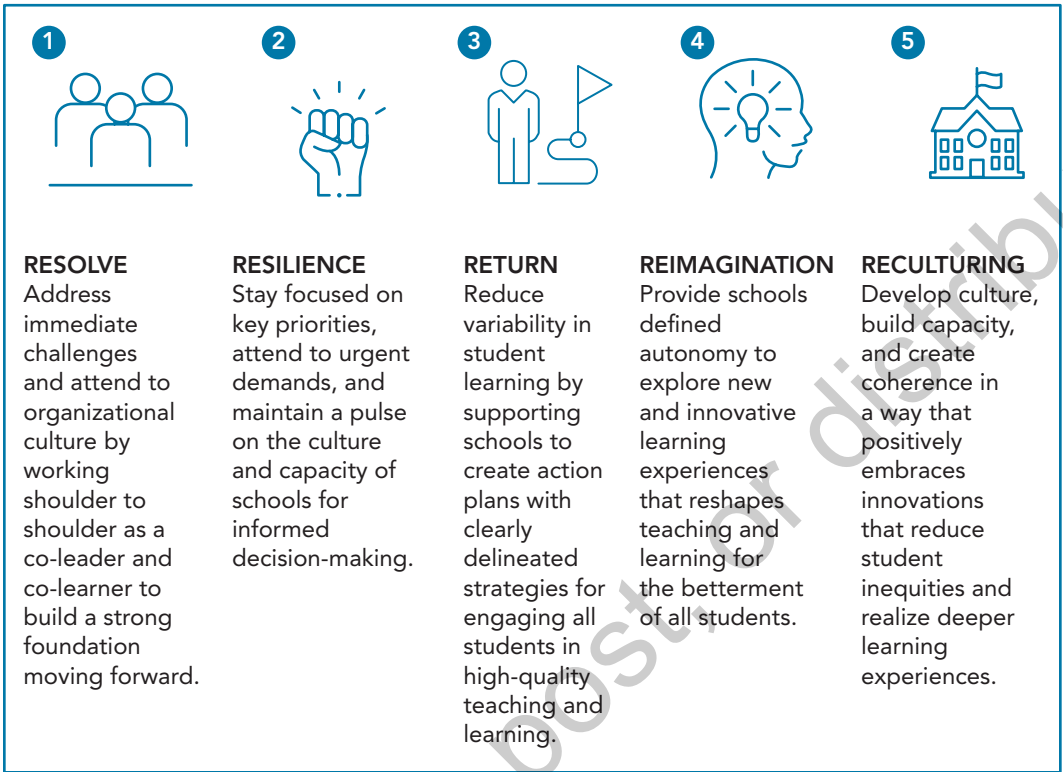 1
2
3
4
5
RESOLVE
Address
immediate
challenges
and attend to
organizational
culture by
working
shoulder to
shoulder as a
co-leader and
co-learner to
build a strong
foundation
moving forward.
RESILIENCE
Stay focused on
key priorities,
attend to urgent
demands, and
maintain a pulse
on the culture
and capacity of
schools for
informed
decision-making.
RETURN
Reduce
variability in
student
learning by
supporting
schools to
create action
plans with
clearly
delineated
strategies for
engaging all
students in
high-quality
teaching and
learning.
REIMAGINATION
Provide schools
defined
autonomy to
explore new
and innovative
learning
experiences
that reshapes
teaching and
learning for
the betterment
of all students.
RECULTURING
Develop culture,
build capacity,
and create
coherence in
a way that
positively
embraces
innovations
that reduce
student
inequities and
realize deeper
learning
experiences.
post, or